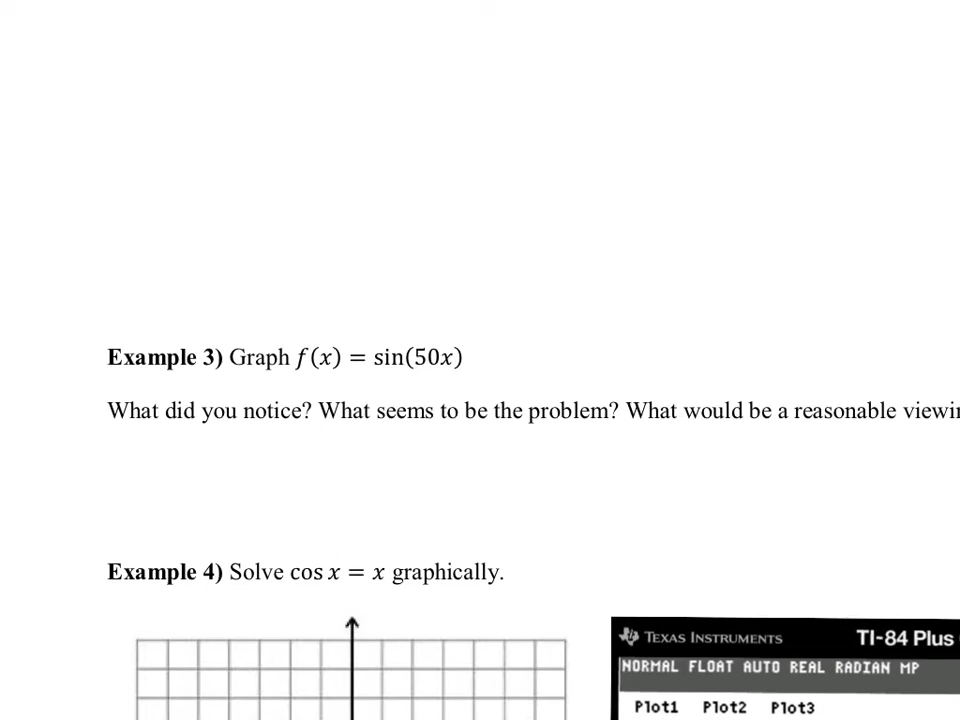 Example 3) Graph f(x) = sin(50x)
What did you notice? What seems to be the problem? What would be a reasonable
Example 4) Solve cos x = x graphically.
TEXAS INSTRUMENTS TI-84 Plus
NORMAL FLOAT AUTO REAL RADIAN MP
Plot1 Plot2 Plot3